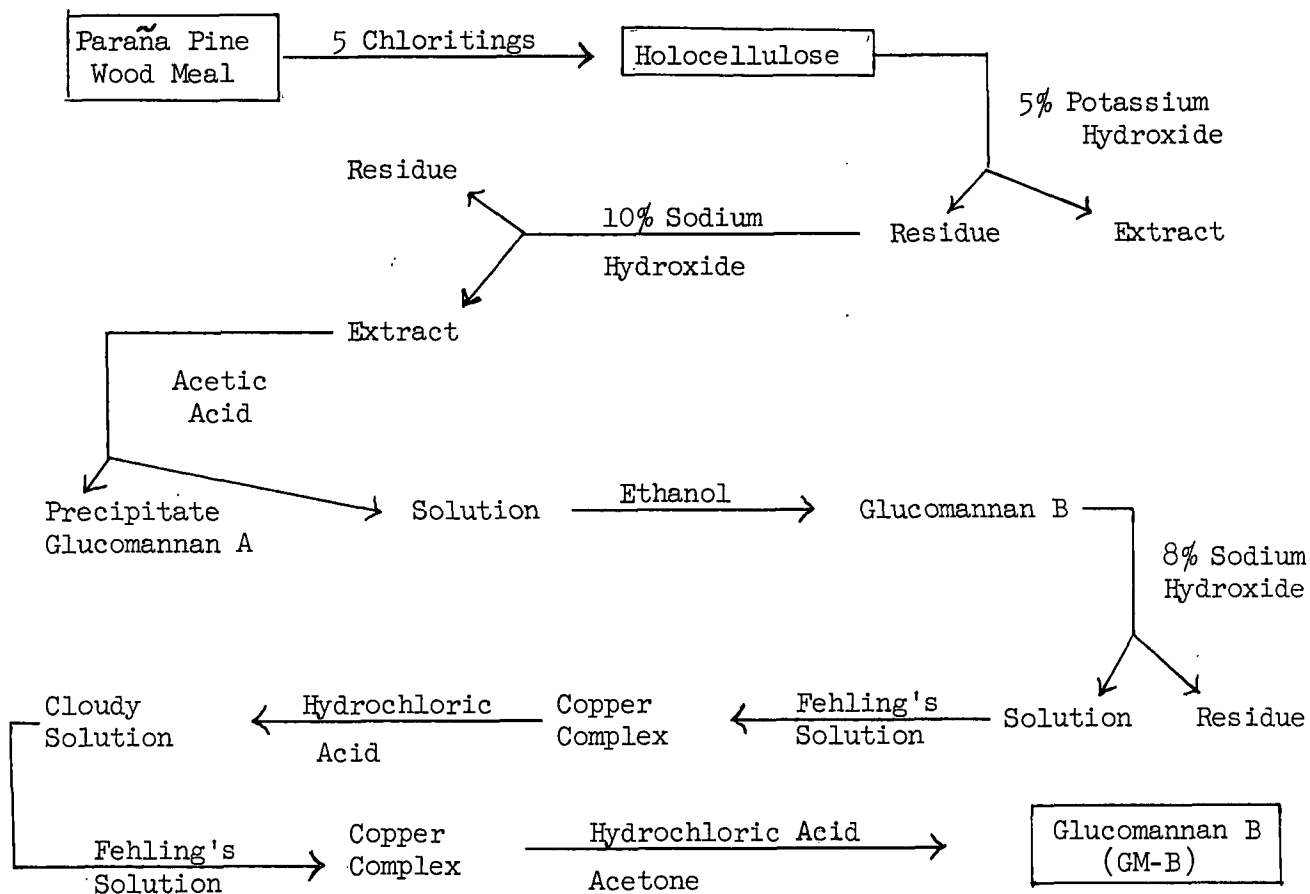 Paraña Pine
Wood Meal
5 Chloritings
Holocellulose
5% Potassium
Hydroxide
Residue
Extract
10% Sodium
Hydroxide
Residue
Extract
Acetic
Acid
Precipitate
Glucomannan A
Solution
Ethanol
Glucomannan B
8% Sodium
Hydroxide
Solution
Residue
Fehling's
Solution
Copper
Complex
Hydrochloric
Acid
Cloudy
Solution
Fehling's
Solution
Copper
Complex
Hydrochloric Acid
Acetone
Glucomannan B
(GM-B)